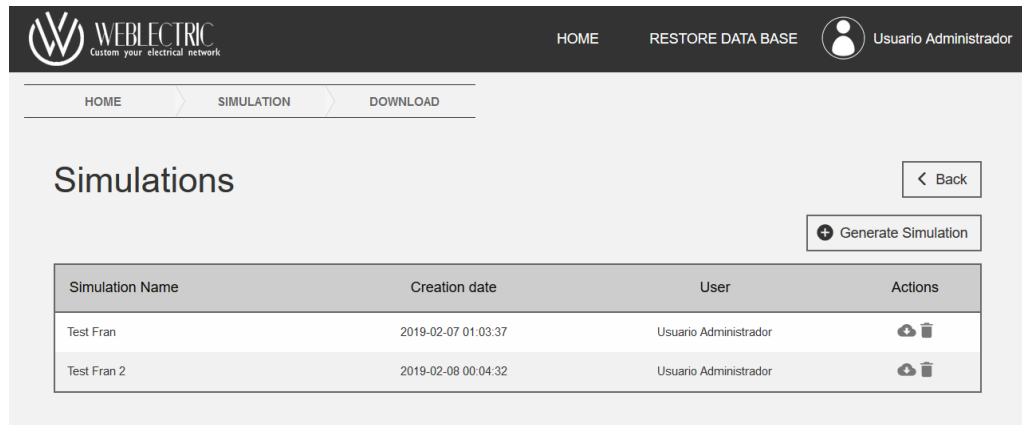 WEBLECTRIC
Custom your electrical network
HOME RESTORE DATA BASE Usuario Administrador
HOME SIMULATION DOWNLOAD
Simulations
Back
Generate Simulation
Simulation Name Creation date User Actions
Test Fran 2019-02-07 01:03:37 Usuario Administrador
Test Fran 2 2019-02-08 00:04:32 Usuario Administrador